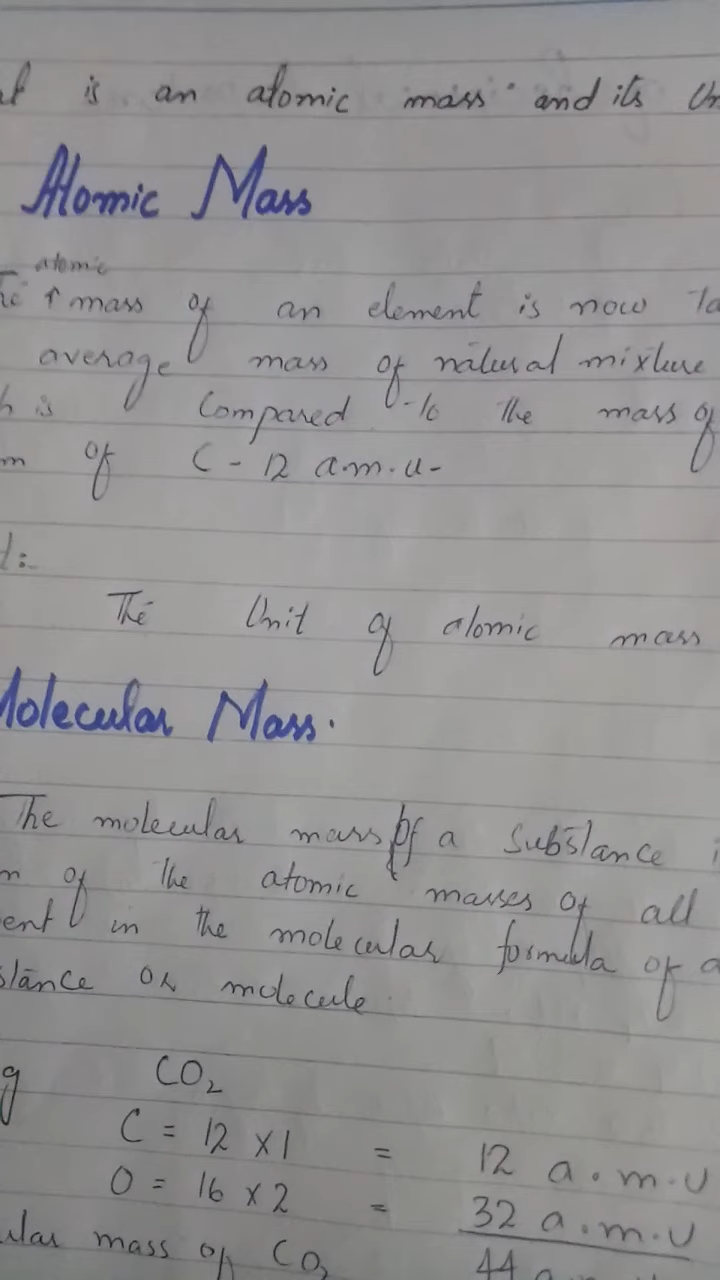 is an atomic mass and its
Atomic Mass
atomic
↑ mass of an element is now
average mass of natural mixture
is Compared to the mass of
of C - 12 a.m.u-
The Unit of atomic mass
Molecular Mass.
The molecular mass of a Substance
of the atomic masses of all
in the molecular formula of a
or molecule.
CO₂
C = 12 × 1 = 12 a.m.u
O = 16 × 2 = 32 a.m.u
mass of CO₂ 44